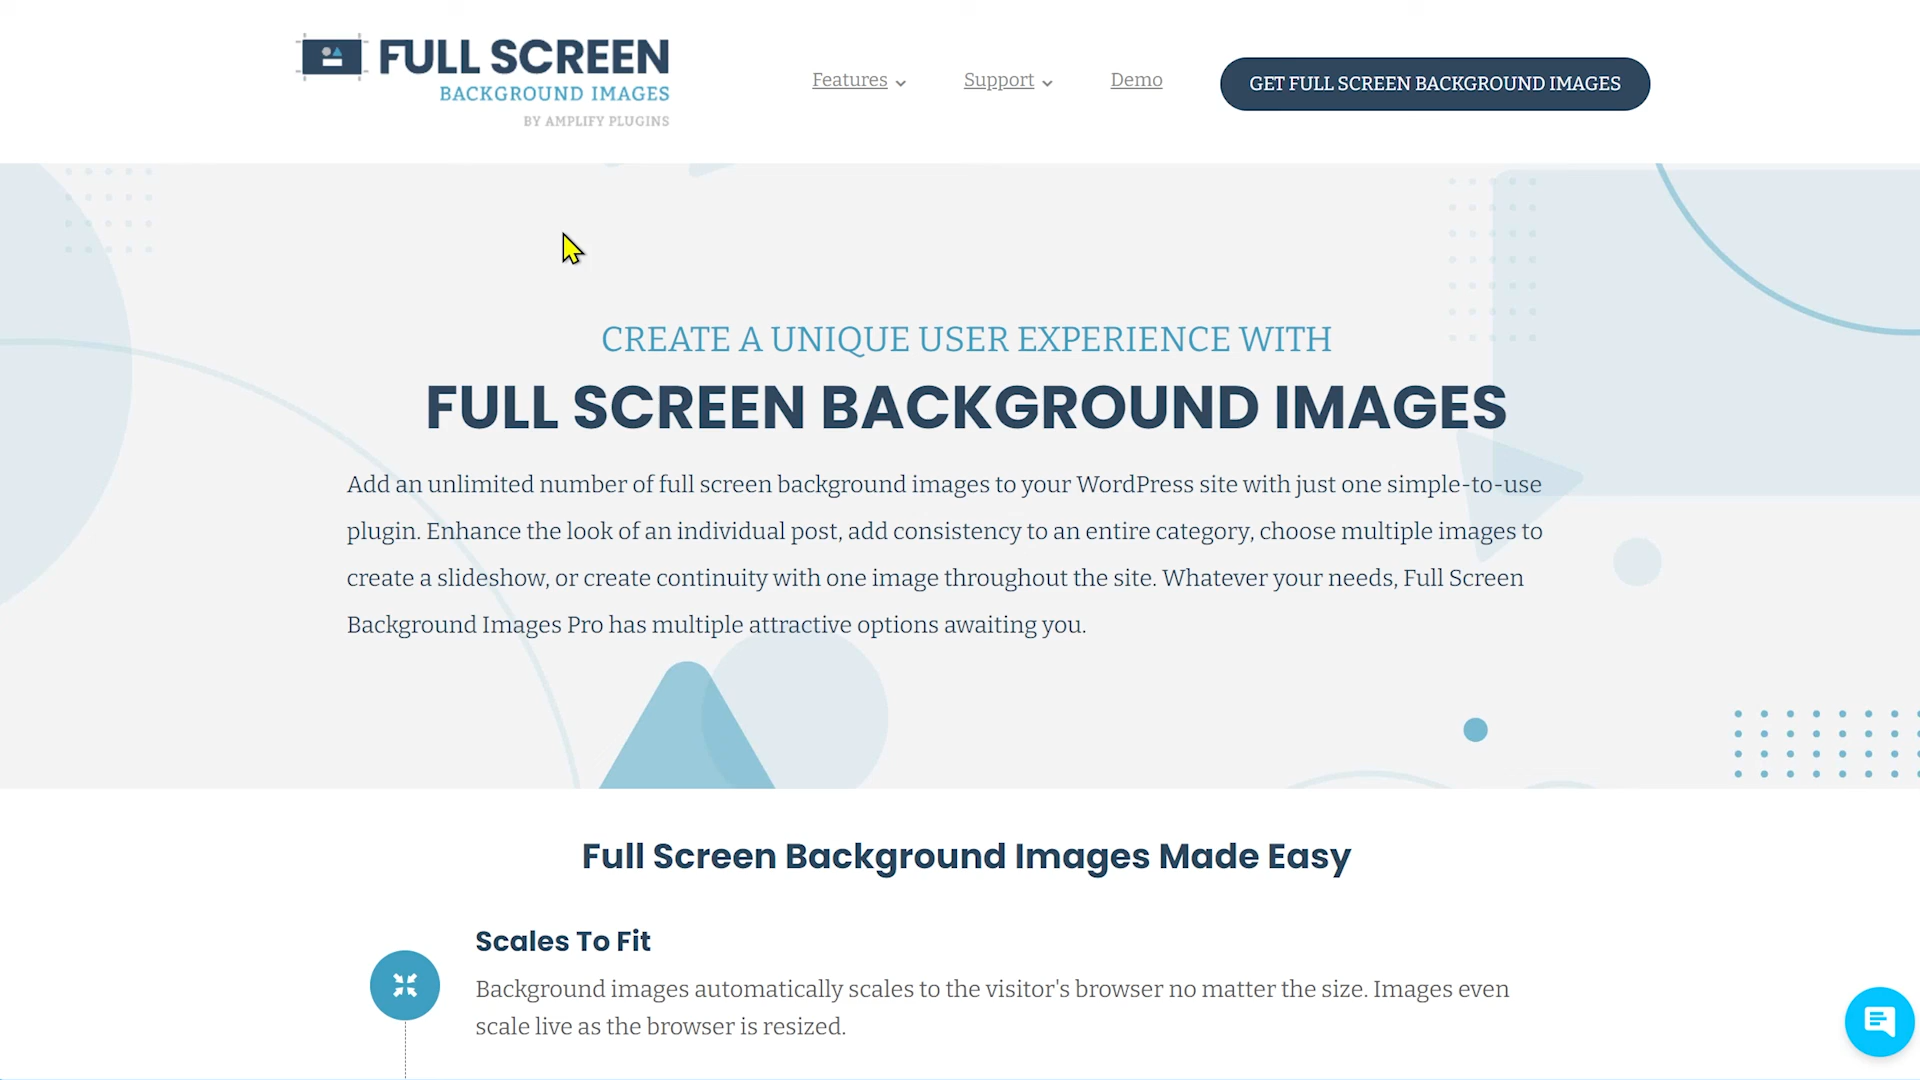 FULL SCREEN
BACKGROUND IMAGES
BY AMPLIFY PLUGINS
Features
Support
Demo
GET FULL SCREEN BACKGROUND IMAGES
CREATE A UNIQUE USER EXPERIENCE WITH
FULL SCREEN BACKGROUND IMAGES
Add an unlimited number of full screen background images to your WordPress site with just one simple-to-use
plugin. Enhance the look of an individual post, add consistency to an entire category, choose multiple images to
create a slideshow, or create continuity with one image throughout the site. Whatever your needs, Full Screen
Background Images Pro has multiple attractive options awaiting you.
Full Screen Background Images Made Easy
Scales To Fit
Background images automatically scales to the visitor's browser no matter the size. Images even
scale live as the browser is resized.